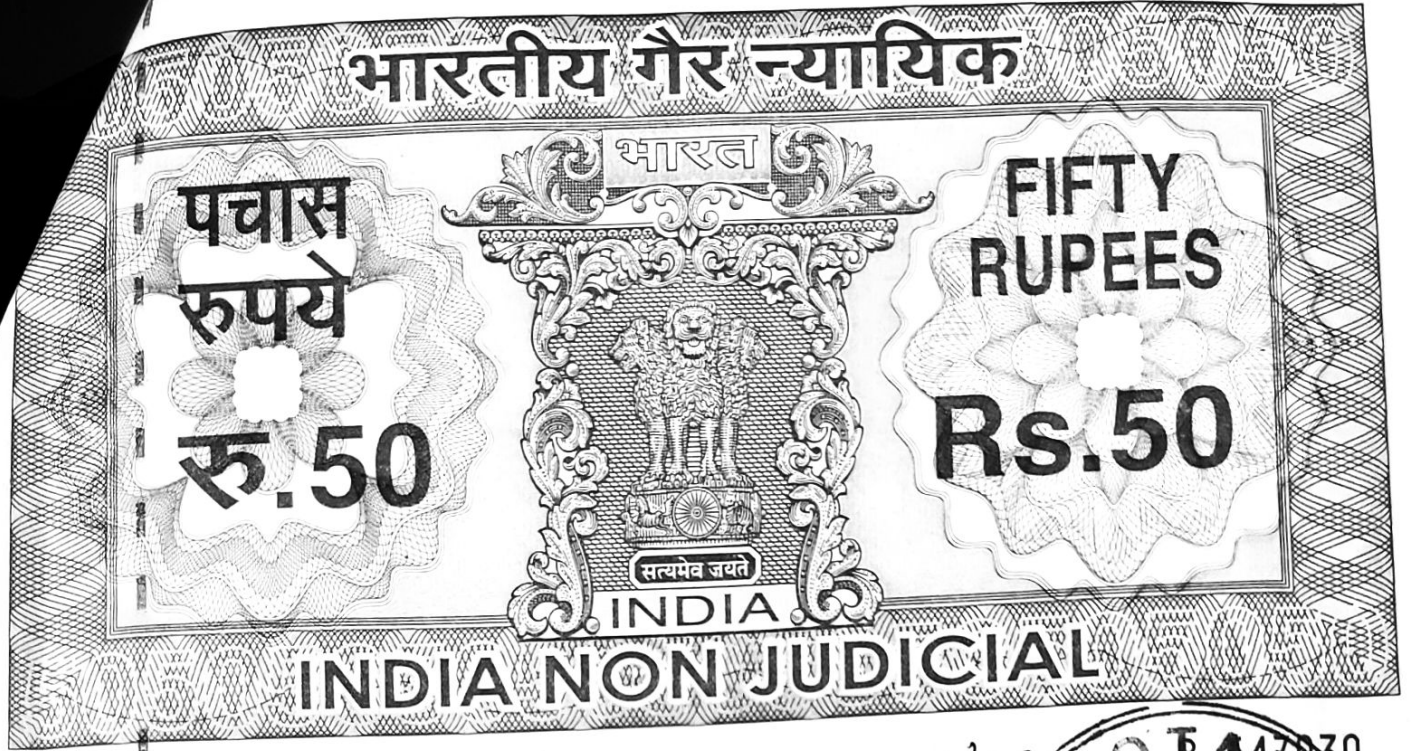 भारतीय गैर न्यायिक
भारत
पचास
रुपये
रु.50
FIFTY
RUPEES
Rs.50
सत्यमेव जयते
INDIA
INDIA NON JUDICIAL